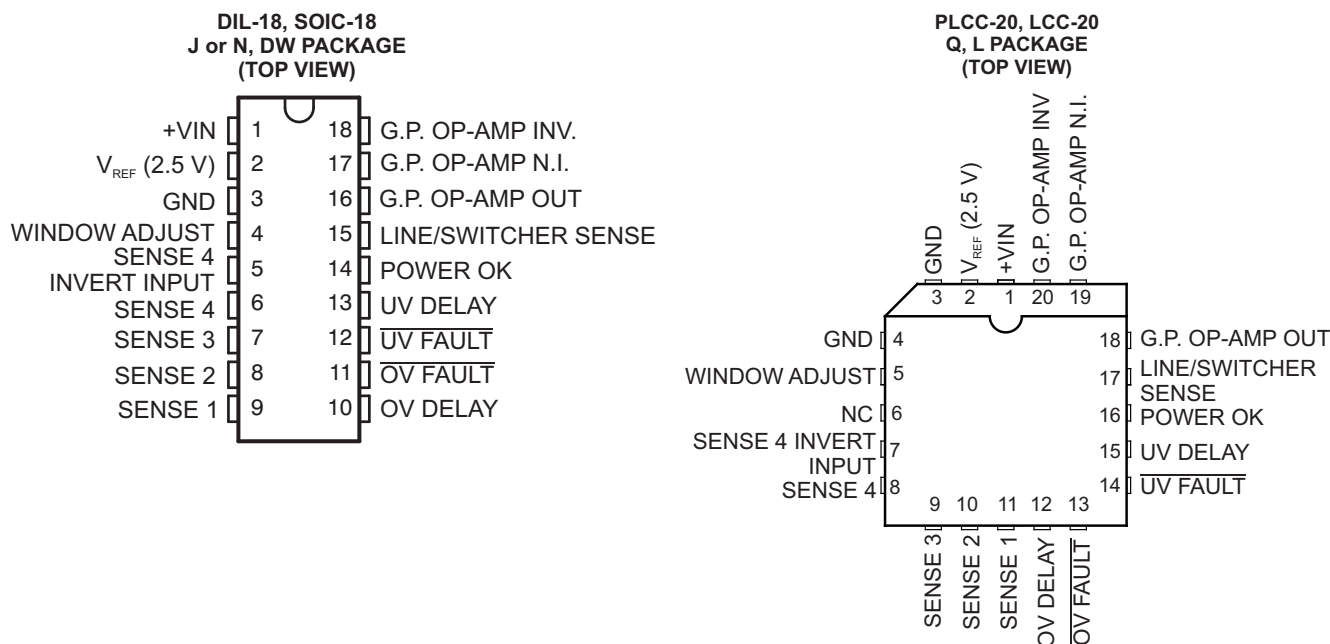 DIL-18, SOIC-18
J or N, DW PACKAGE
(TOP VIEW)
+VIN 1 18 G.P. OP-AMP INV.
VREF (2.5 V) 2 17 G.P. OP-AMP N.I.
GND 3 16 G.P. OP-AMP OUT
WINDOW ADJUST 4 15 LINE/SWITCHER SENSE
SENSE 4
INVERT INPUT 5 14 POWER OK
SENSE 4 6 13 UV DELAY
SENSE 3 7 12 UV FAULT
SENSE 2 8 11 OV FAULT
SENSE 1 9 10 OV DELAY
PLCC-20, LCC-20
Q, L PACKAGE
(TOP VIEW)
GND
VREF (2.5 V)
+VIN
G.P. OP-AMP INV
G.P. OP-AMP N.I.
3 2 1 20 19
GND 4 18 G.P. OP-AMP OUT
WINDOW ADJUST 5 17 LINE/SWITCHER
SENSE
NC 6 16 POWER OK
SENSE 4 INVERT
INPUT 7 15 UV DELAY
SENSE 4 8 14 UV FAULT
9 10 11 12 13
SENSE 3
SENSE 2
SENSE 1
OV DELAY
OV FAULT